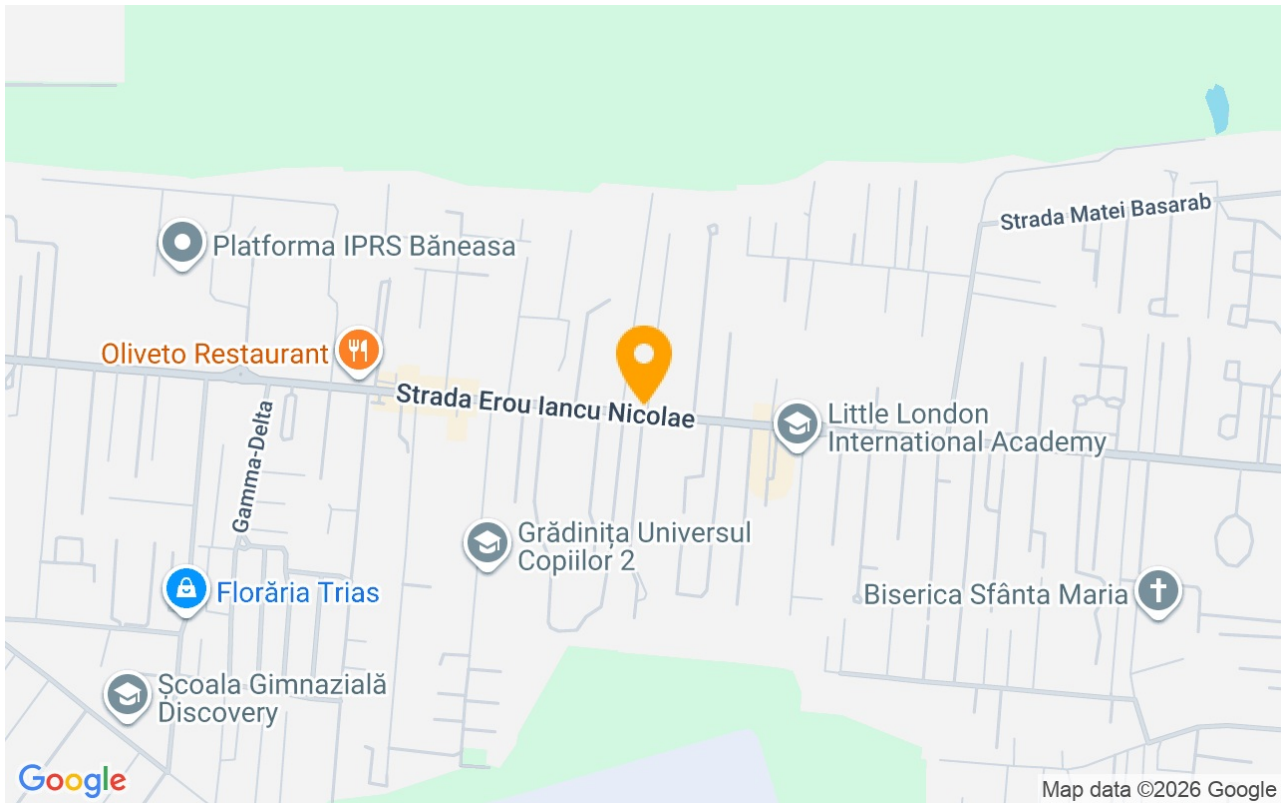 Strada Matei Basarab
Platforma IPRS Băneasa
Oliveto Restaurant
Strada Erou Iancu Nicolae
Little London
International Academy
Gamma-Delta
Grădinița Universul
Copiilor 2
Florăria Trias
Biserica Sfânta Maria
Școala Gimnazială
Discovery
Google
Map data ©2026 Google